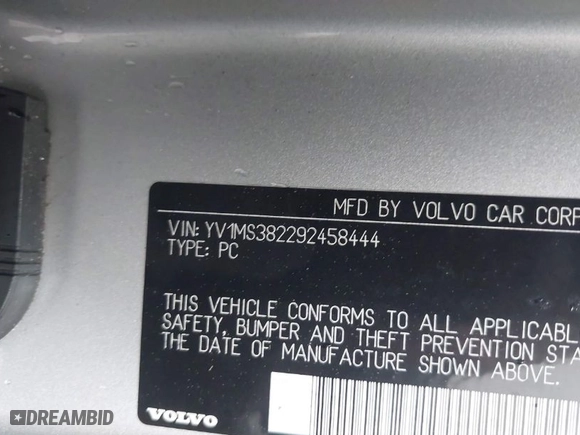 MFD BY VOLVO CAR CORP
VIN: YV1MS382292458444
TYPE: PC
THIS VEHICLE CONFORMS TO ALL APPLICABL
SAFETY, BUMPER AND THEFT PREVENTION STA
THE DATE OF MANUFACTURE SHOWN ABOVE.
VOLVO
DREAMBID